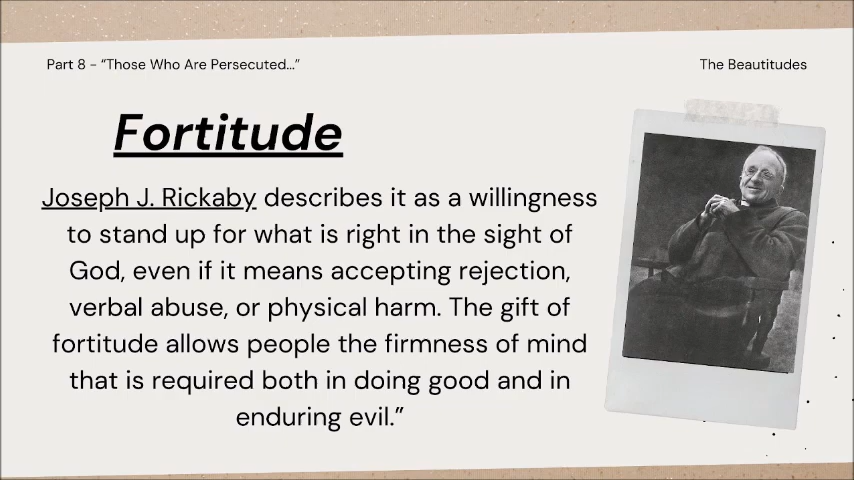 Part 8 - “Those Who Are Persecuted...”
The Beautitudes
Fortitude
Joseph J. Rickaby describes it as a willingness
to stand up for what is right in the sight of
God, even if it means accepting rejection,
verbal abuse, or physical harm. The gift of
fortitude allows people the firmness of mind
that is required both in doing good and in
enduring evil.”